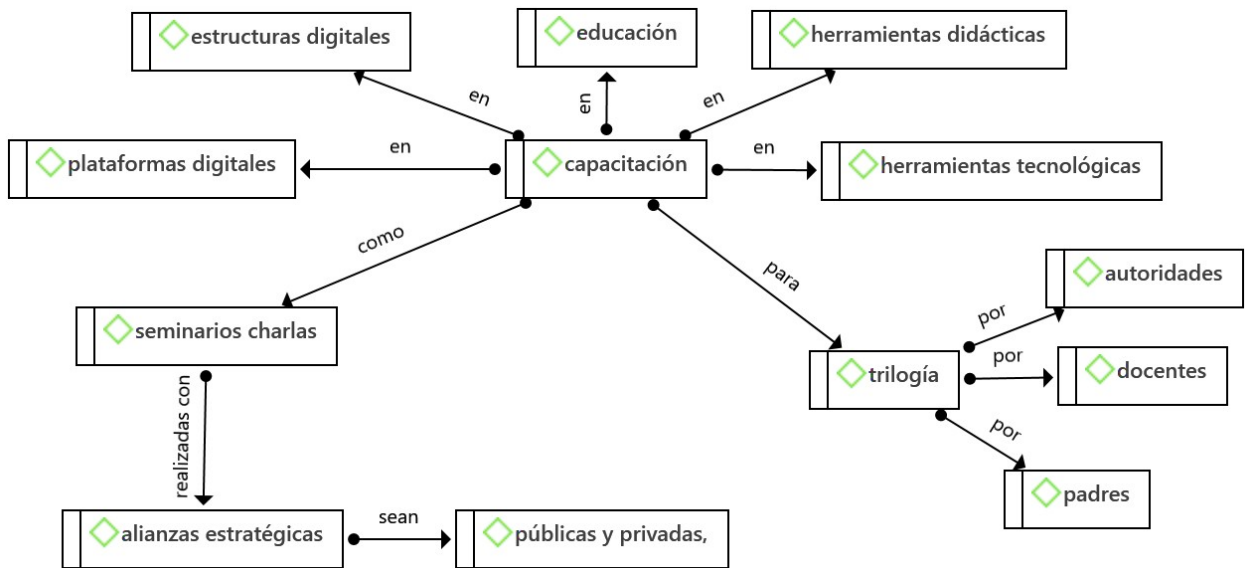 estructuras digitales
educación
herramientas didácticas
en
en
en
plataformas digitales
en
capacitación
en
herramientas tecnológicas
como
para
autoridades
seminarios charlas
por
trilogía
por
docentes
por
realizadas con
padres
alianzas estratégicas
sean
públicas y privadas,